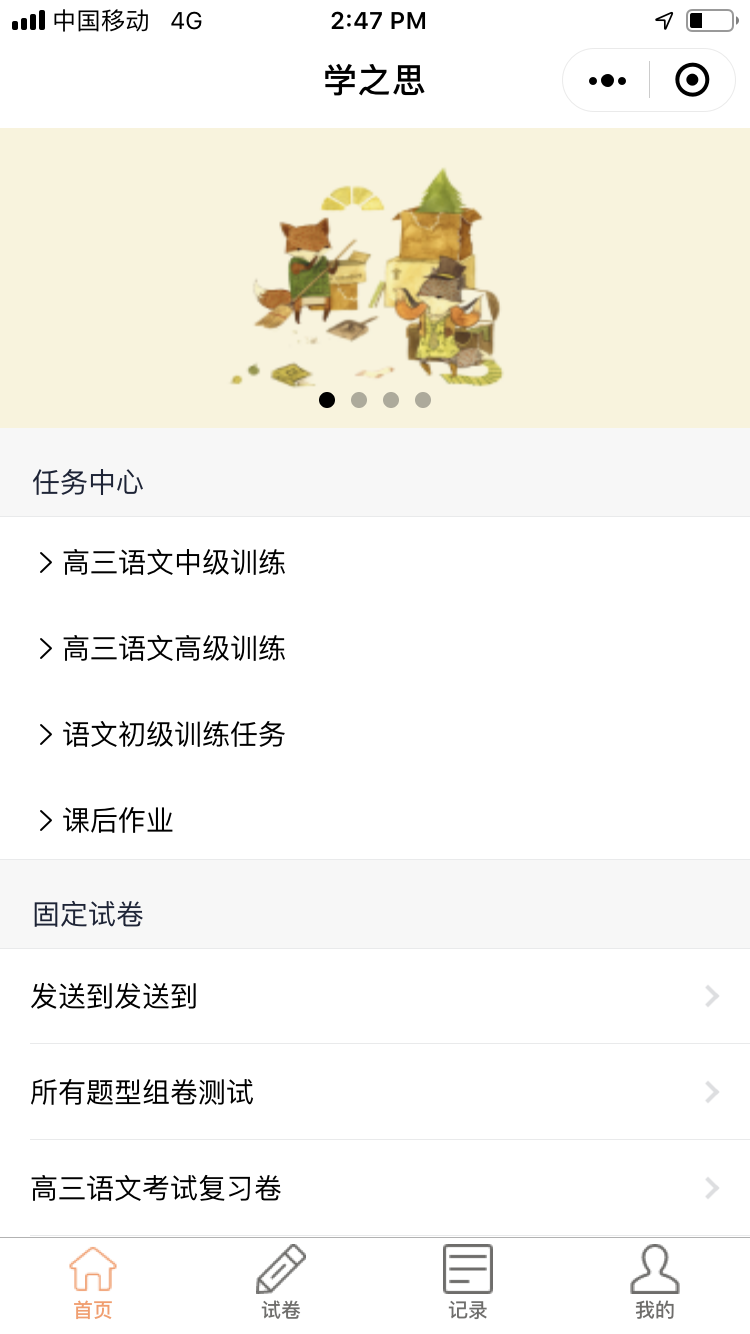 中国移动 4G 2:47 PM
学之思
任务中心
高三语文中级训练
高三语文高级训练
语文初级训练任务
课后作业
固定试卷
发送到发送到
所有题型组卷测试
高三语文考试复习卷
首页 试卷 记录 我的